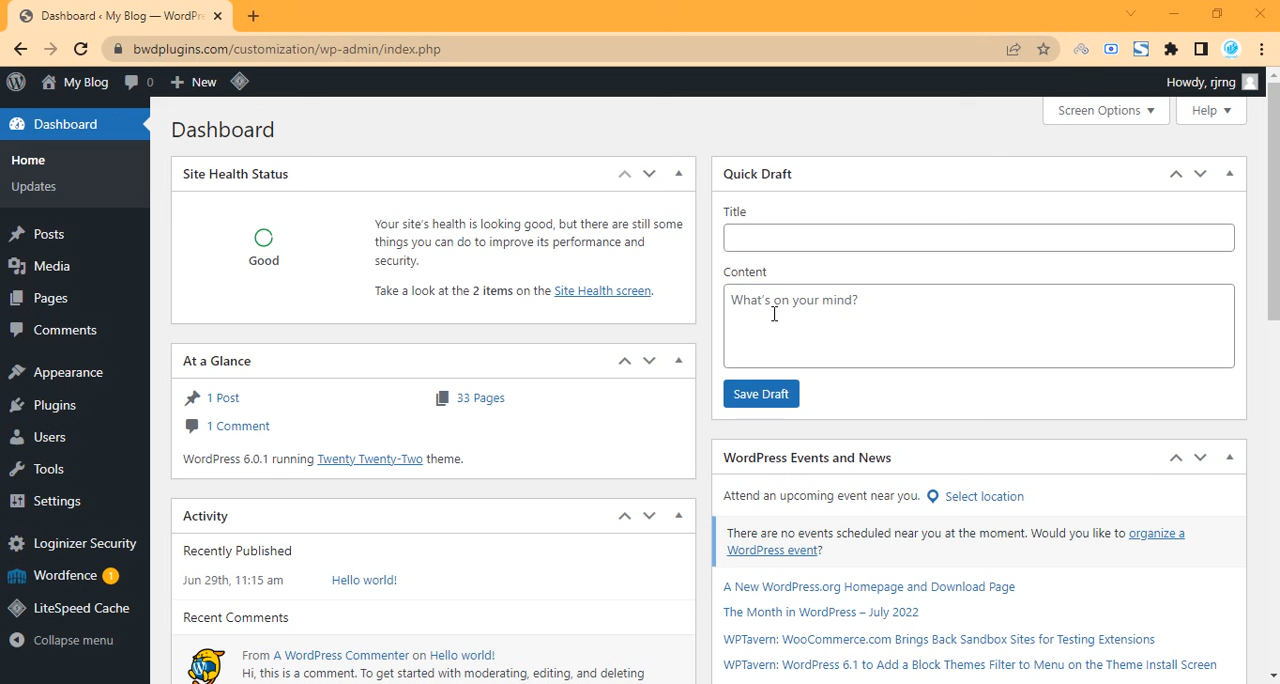 Dashboard ‹ My Blog — WordPr
bwdplugins.com/customization/wp-admin/index.php
My Blog
0
New
Howdy, rjrng
Dashboard
Home
Updates
Posts
Media
Pages
Comments
Appearance
Plugins
Users
Tools
Settings
Loginizer Security
Wordfence 1
LiteSpeed Cache
Collapse menu
Screen Options
Help
Dashboard
Site Health Status
Good
Your site's health is looking good, but there are still some
things you can do to improve its performance and
security.
Take a look at the 2 items on the Site Health screen.
At a Glance
1 Post
33 Pages
1 Comment
WordPress 6.0.1 running Twenty Twenty-Two theme.
Activity
Recently Published
Jun 29th, 11:15 am
Hello world!
Recent Comments
From A WordPress Commenter on Hello world!
Hi, this is a comment. To get started with moderating, editing, and deleting
Quick Draft
Title
Content
What's on your mind?
Save Draft
WordPress Events and News
Attend an upcoming event near you.
Select location
There are no events scheduled near you at the moment. Would you like to organize a
WordPress event?
A New WordPress.org Homepage and Download Page
The Month in WordPress – July 2022
WPTavern: WooCommerce.com Brings Back Sandbox Sites for Testing Extensions
WPTavern: WordPress 6.1 to Add a Block Themes Filter to Menu on the Theme Install Screen